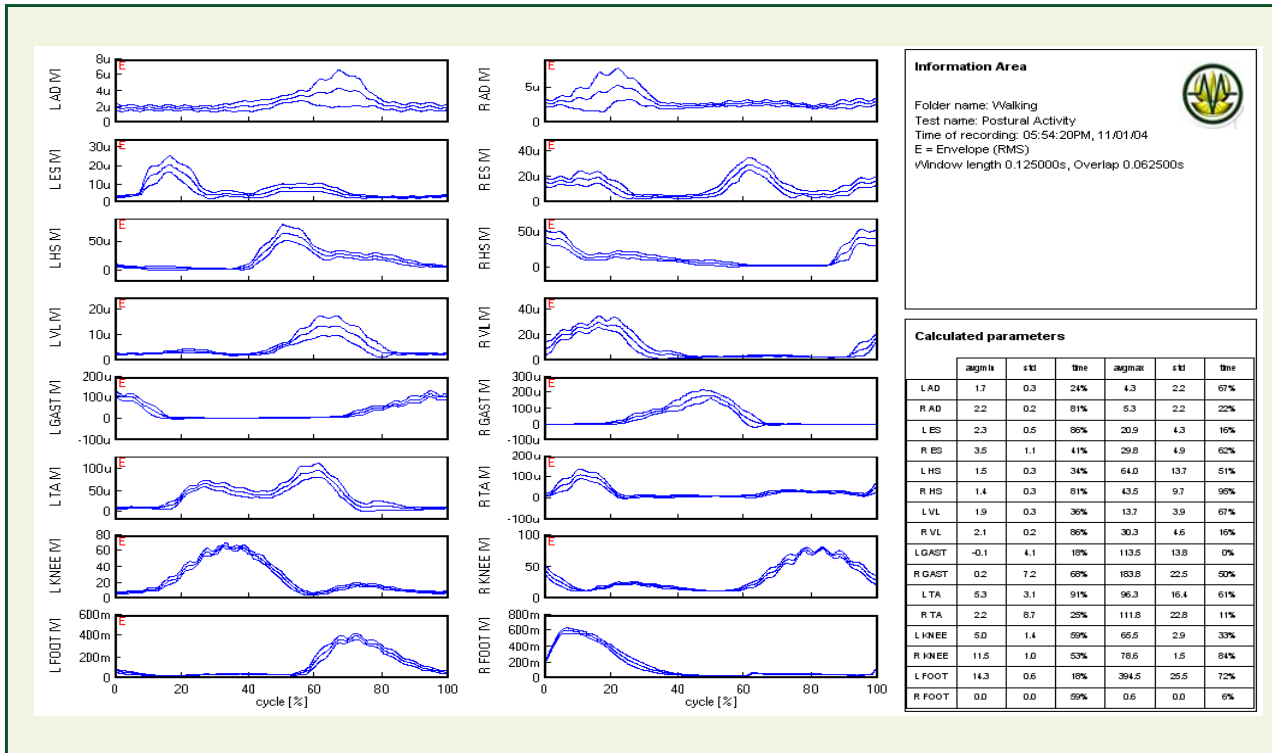 L AD [V]
8u
6u
4u
2u
0
E
R AD [V]
5u
0
E
L ES [V]
30u
20u
10u
0
E
R ES [V]
40u
20u
0
E
L HS [V]
50u
0
E
R HS [V]
50u
0
E
L VL [V]
20u
10u
0
E
R VL [V]
40u
20u
0
E
L GAST [V]
200u
100u
0
-100u
E
R GAST [V]
300u
200u
100u
0
-100u
E
L TA [V]
100u
50u
0
E
R TA [V]
200u
100u
0
-100u
E
L KNEE [V]
80
60
40
20
0
E
R KNEE [V]
100
50
0
E
L FOOT [V]
600m
400m
200m
0
E
R FOOT [V]
800m
600m
400m
200m
0
0 20 40 60 80 100
cycle [%]
0 20 40 60 80 100
cycle [%]
Information Area
Folder name: Walking
Test name: Postural Activity
Time of recording: 05:54:20PM, 11/01/04
E = Envelope (RMS)
Window length 0.125000s, Overlap 0.062500s
Calculated parameters
avgmin std time avgmax std time
L AD 1.7 0.3 24% 4.3 2.2 67%
R AD 2.2 0.2 81% 5.3 2.2 22%
L ES 2.3 0.5 86% 20.9 4.3 16%
R ES 3.5 1.1 41% 29.8 4.9 62%
L HS 1.5 0.3 34% 64.0 13.7 51%
R HS 1.4 0.3 81% 43.5 9.7 95%
L VL 1.9 0.3 36% 13.7 3.9 67%
R VL 2.1 0.2 86% 30.3 4.6 16%
L GAST -0.1 4.1 18% 113.5 13.8 0%
R GAST 0.2 7.2 68% 183.8 22.5 50%
L TA 5.3 3.1 91% 96.3 16.4 61%
R TA 2.2 8.7 25% 111.8 22.8 11%
L KNEE 5.0 1.4 59% 65.5 2.9 33%
R KNEE 11.5 1.0 53% 78.6 1.5 84%
L FOOT 14.3 0.6 18% 394.5 25.5 72%
R FOOT 0.0 0.0 59% 0.6 0.0 6%